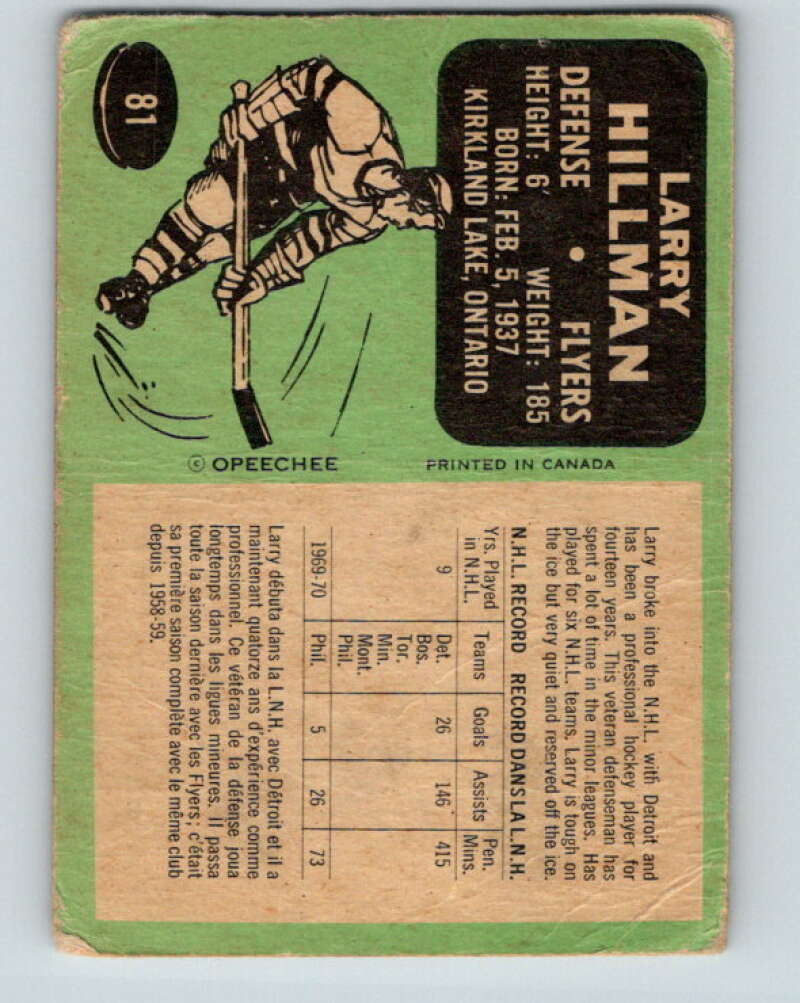 LARRY
HILLMAN
DEFENSE • FLYERS
HEIGHT: 6' WEIGHT: 185
BORN: FEB. 5, 1937
KIRKLAND LAKE, ONTARIO
81
© OPEECHEE
PRINTED IN CANADA
Larry broke into the N.H.L. with Detroit and
has been a professional hockey player for
fourteen years. This veteran defenseman has
spent a lot of time in the minor leagues. Has
played for six N.H.L. teams. Larry is tough on
the ice but very quiet and reserved off the ice.
N.H.L. RECORD RECORD DANS LA L.N.H.
Yrs. Played in N.H.L. Teams Goals Assists Pen. Mins.
9 Det. 26 146 415
Bos.
Tor.
Min.
Mont.
Phil.
1969-70 Phil. 5 26 73
Larry débuta dans la L.N.H. avec Détroit et il a
maintenant quatorze ans d'expérience comme
professionnel. Ce vétéran de la défense joua
longtemps dans les ligues mineures. Il passa
toute la saison dernière avec les Flyers; c'était
sa première saison complète avec le même club
depuis 1958-59.